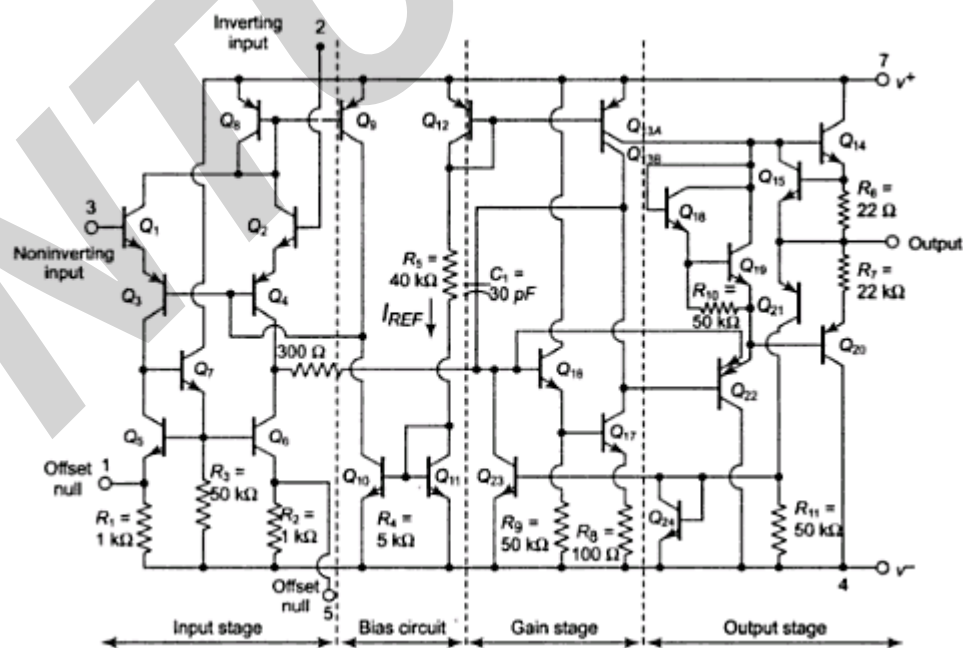 NTU
Inverting
input
2
7
v+
Q8
Q9
Q12
Q13A
Q13B
Q14
Q15
R6 =
22 Ω
3
Q1
Q2
Q18
Output
Noninverting
input
R5 =
40 kΩ
C1 =
30 pF
Q19
R7 =
22 kΩ
Q3
Q4
IREF
R10 =
50 kΩ
Q21
Q20
300 Ω
Q7
Q16
Q22
Q5
Q6
Q17
Offset
null
1
R3 =
50 kΩ
Q10
Q11
Q23
R1 =
1 kΩ
R2 =
1 kΩ
R4 =
5 kΩ
R9 =
50 kΩ
R8 =
100 Ω
Q24
R11 =
50 kΩ
Offset
null
5
4
v−
Input stage
Bias circuit
Gain stage
Output stage